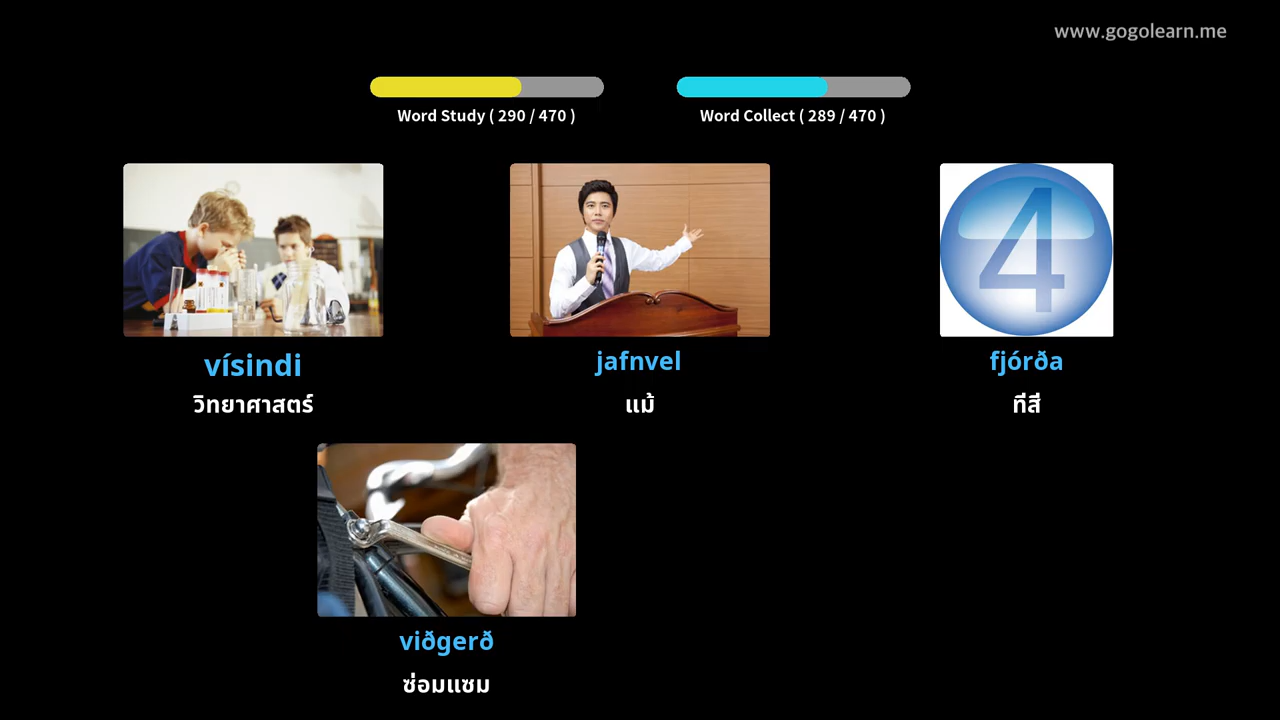 www.gogolearn.me
Word Study ( 290 / 470 )
Word Collect ( 289 / 470 )
4
vísindi
jafnvel
fjórða
วิทยาศาสตร์
แม้
ที่สี่
viðgerð
ซ่อมแซม